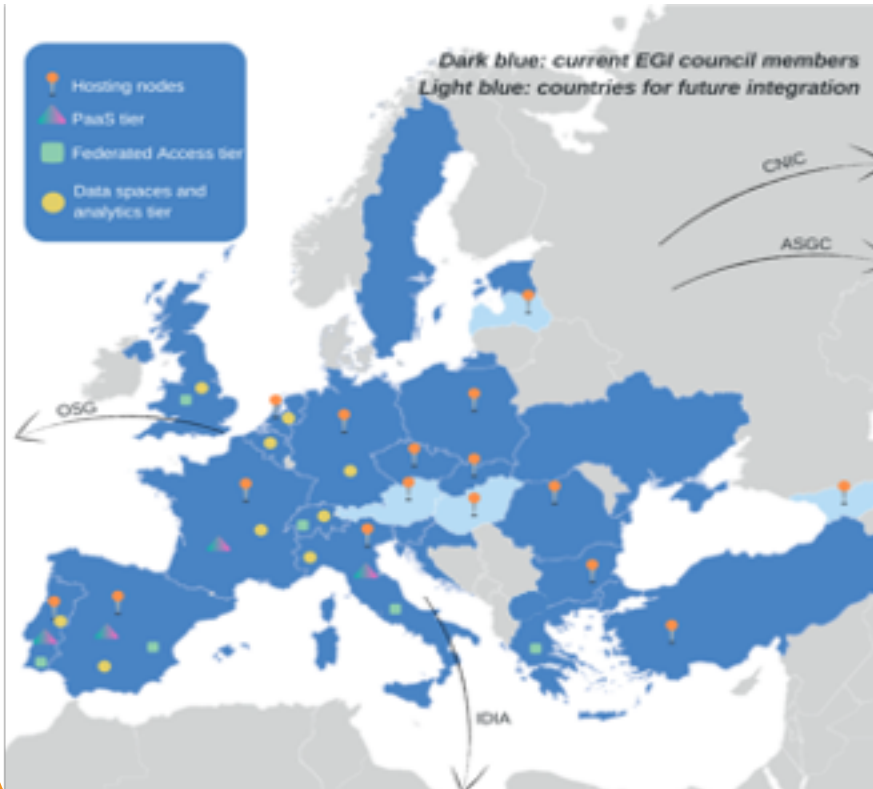 Dark blue: current EGI council members
Light blue: countries for future integration
Hosting nodes
PaaS tier
Federated Access tier
Data spaces and
analytics tier
CNIC
ASGC
OSG
IDIA